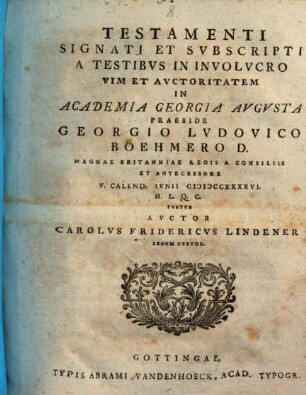 8.
TESTAMENTI
SIGNATI ET SVBSCRIPTI
A TESTIBVS IN INVOLVCRO
VIM ET AVCTORITATEM
IN
ACADEMIA GEORGIA AVGVSTA
PRAESIDE
GEORGIO LVDOVICO
BOEHMERO D.
MAGNAE BRITANNIAE REGIS A CONSILIIS
ET ANTECESSORE
V. CALEND. IVNII CIƆIƆCCXXXXVI.
H. L. Q. C.
TVETVR
AVCTOR
CAROLVS FRIDERICVS LINDENER
LEGVM CVLTOR.
GOTTINGAE,
TYPIS ABRAMI VANDENHOECK, ACAD. TYPOGR.